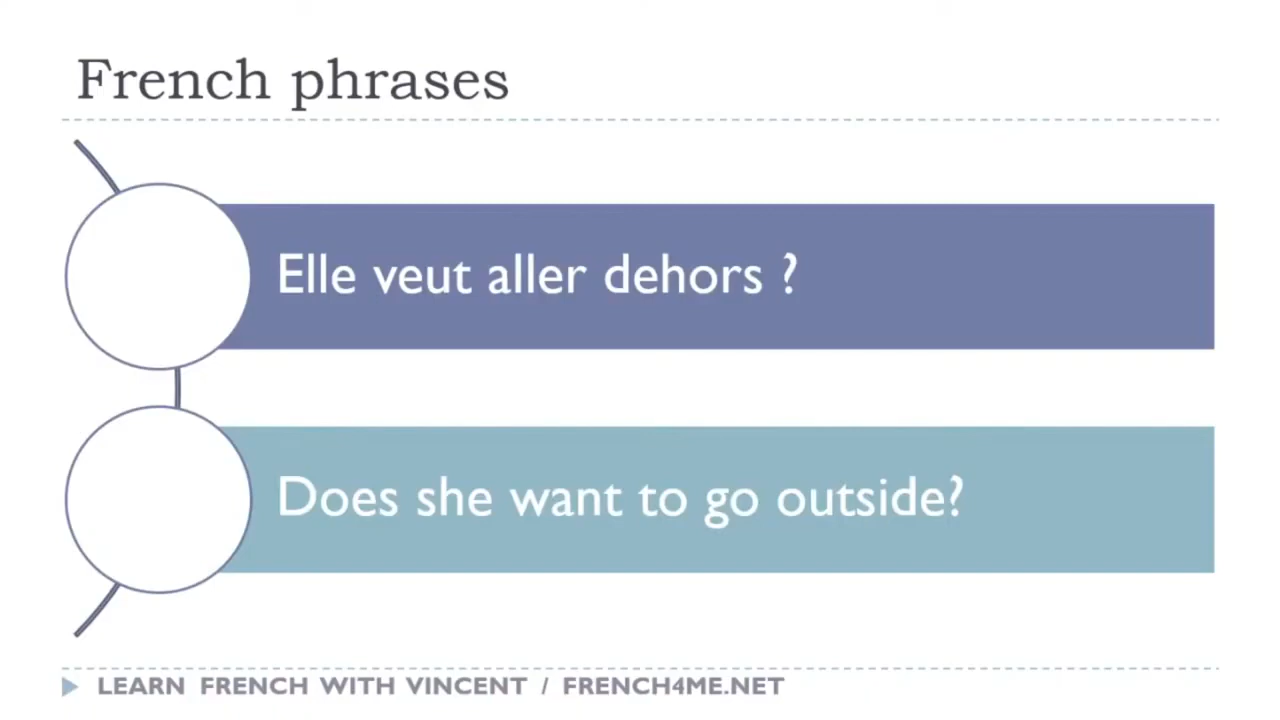 French phrases
Elle veut aller dehors ?
Does she want to go outside?
LEARN FRENCH WITH VINCENT / FRENCH4ME.NET